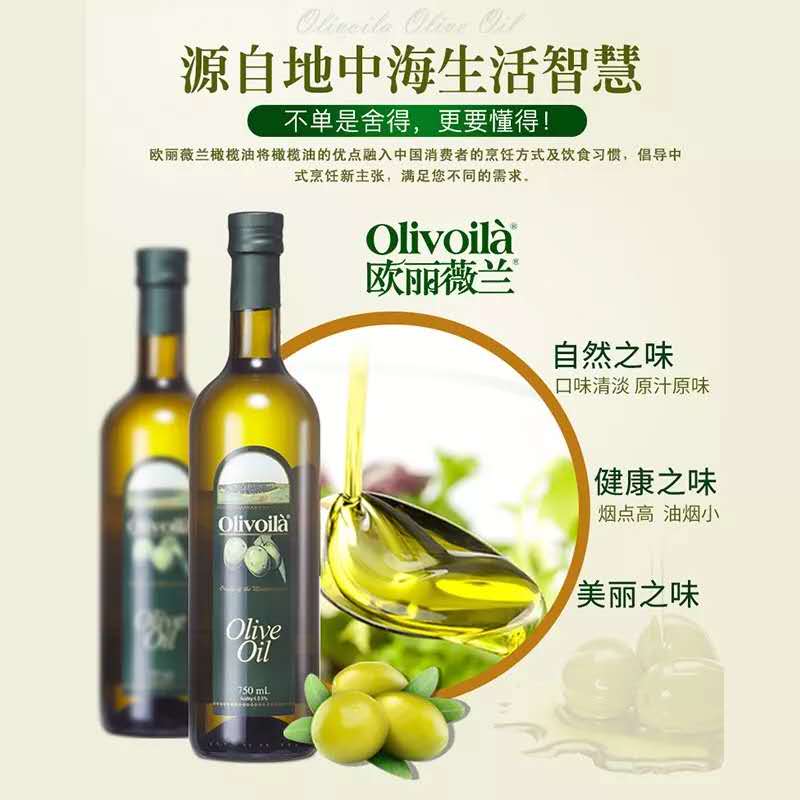 Olivoila Olive Oil
源自地中海生活智慧
不单是舍得，更要懂得！
欧丽薇兰橄榄油将橄榄油的优点融入中国消费者的烹饪方式及饮食习惯，倡导中
式烹饪新主张，满足您不同的需求。
Olivoilà®
欧丽薇兰®
自然之味
口味清淡 原汁原味
健康之味
烟点高 油烟小
美丽之味
Olivoilà
Olive
Oil
750 mL
Olivoilà
Olive
Oil